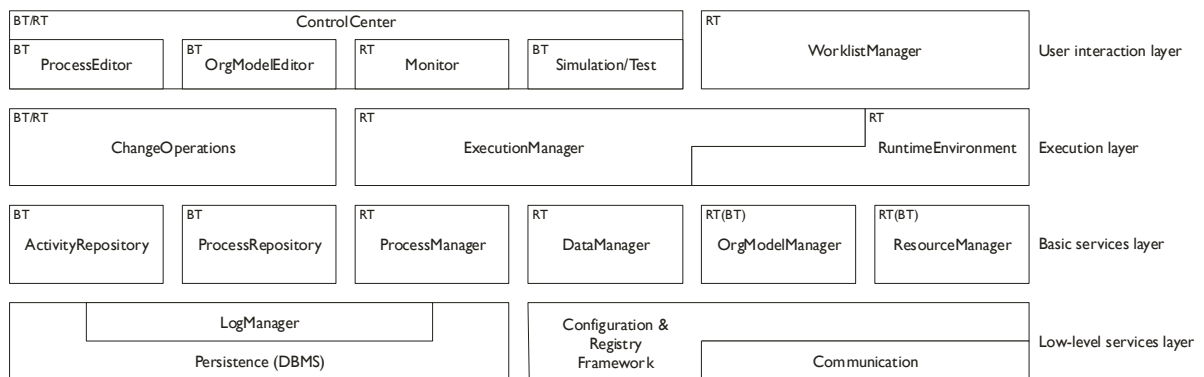 BT/RT
ControlCenter
BT
ProcessEditor
BT
OrgModelEditor
RT
Monitor
BT
Simulation/Test
RT
WorklistManager
User interaction layer
BT/RT
ChangeOperations
RT
ExecutionManager
RT
RuntimeEnvironment
Execution layer
BT
ActivityRepository
BT
ProcessRepository
RT
ProcessManager
RT
DataManager
RT(BT)
OrgModelManager
RT(BT)
ResourceManager
Basic services layer
LogManager
Persistence (DBMS)
Configuration &
Registry
Framework
Communication
Low-level services layer